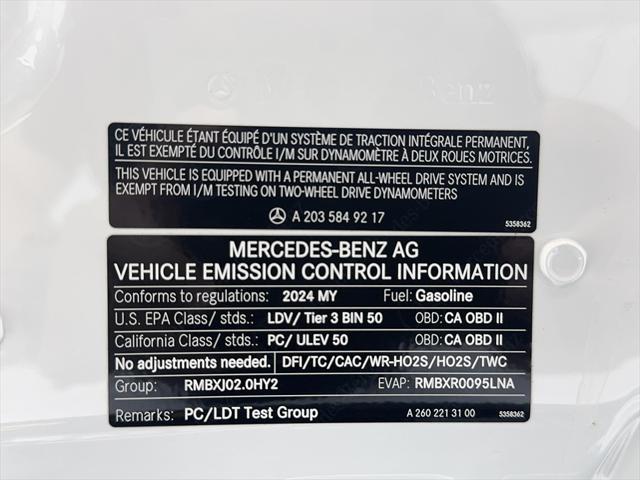 CE VÉHICULE ÉTANT ÉQUIPÉ D'UN SYSTÈME DE TRACTION INTÉGRALE PERMANENT,
IL EST EXEMPTÉ DU CONTRÔLE I/M SUR DYNAMOMÈTRE À DEUX ROUES MOTRICES.
THIS VEHICLE IS EQUIPPED WITH A PERMANENT ALL-WHEEL DRIVE SYSTEM AND IS
EXEMPT FROM I/M TESTING ON TWO-WHEEL DRIVE DYNAMOMETERS
A 203 584 92 17
5358362
MERCEDES-BENZ AG
VEHICLE EMISSION CONTROL INFORMATION
Conforms to regulations: 2024 MY Fuel: Gasoline
U.S. EPA Class/ stds.: LDV/ Tier 3 BIN 50 OBD: CA OBD II
California Class/ stds.: PC/ ULEV 50 OBD: CA OBD II
No adjustments needed. DFI/TC/CAC/WR-HO2S/HO2S/TWC
Group: RMBXJ02.0HY2 EVAP: RMBXR0095LNA
Remarks: PC/LDT Test Group A 260 221 31 00 5358362